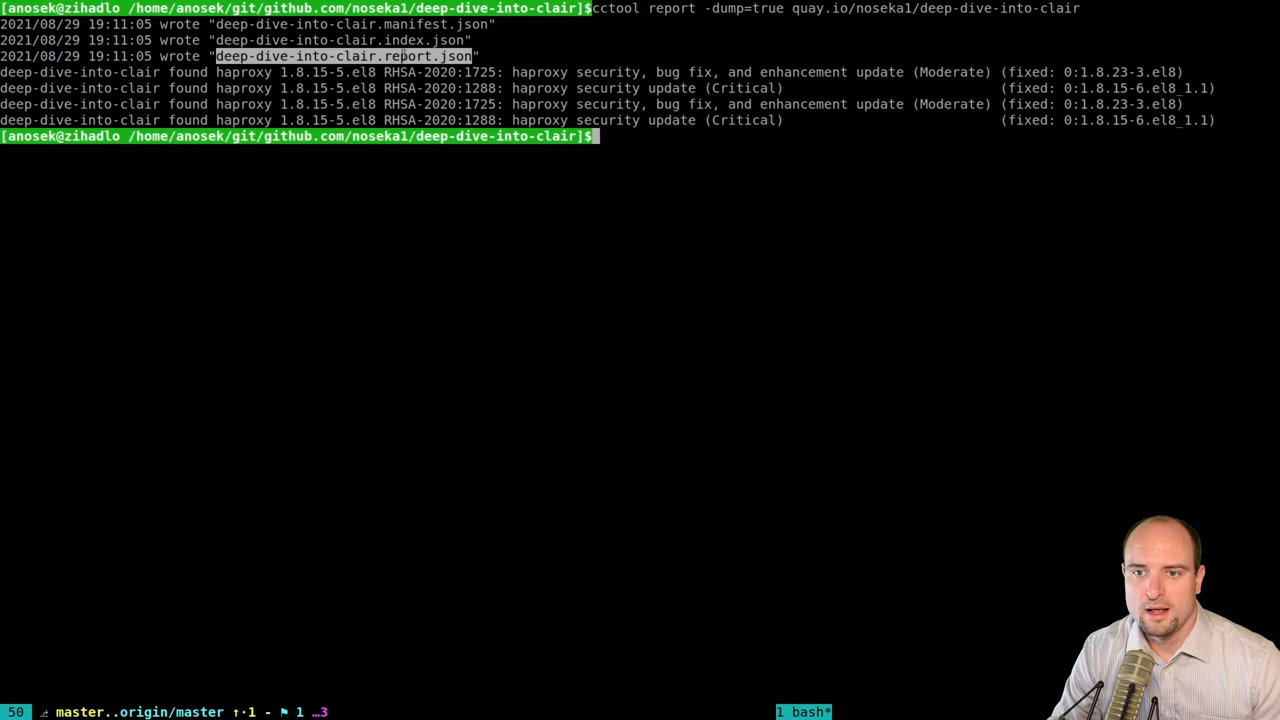 [anosek@zihadlo /home/anosek/git/github.com/noseka1/deep-dive-into-clair]$cctool report -dump=true quay.io/noseka1/deep-dive-into-clair
2021/08/29 19:11:05 wrote "deep-dive-into-clair.manifest.json"
2021/08/29 19:11:05 wrote "deep-dive-into-clair.index.json"
2021/08/29 19:11:05 wrote "deep-dive-into-clair.report.json"
deep-dive-into-clair found haproxy 1.8.15-5.el8 RHSA-2020:1725: haproxy security, bug fix, and enhancement update (Moderate) (fixed: 0:1.8.23-3.el8)
deep-dive-into-clair found haproxy 1.8.15-5.el8 RHSA-2020:1288: haproxy security update (Critical) (fixed: 0:1.8.15-6.el8_1.1)
deep-dive-into-clair found haproxy 1.8.15-5.el8 RHSA-2020:1725: haproxy security, bug fix, and enhancement update (Moderate) (fixed: 0:1.8.23-3.el8)
deep-dive-into-clair found haproxy 1.8.15-5.el8 RHSA-2020:1288: haproxy security update (Critical) (fixed: 0:1.8.15-6.el8_1.1)
[anosek@zihadlo /home/anosek/git/github.com/noseka1/deep-dive-into-clair]$
50 ⎇ master..origin/master ↑·1 - ⚑ 1 …3 1 bash*